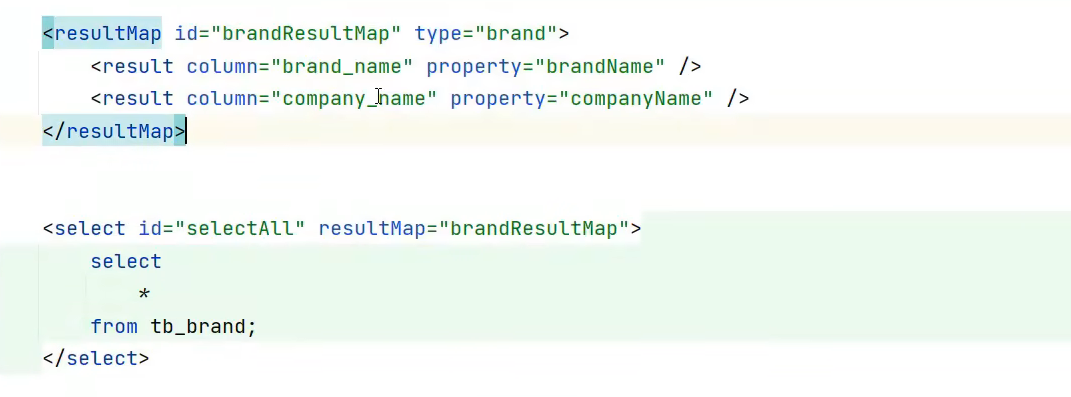 <resultMap id="brandResultMap" type="brand">
<result column="brand_name" property="brandName" />
<result column="company_name" property="companyName" />
</resultMap>
<select id="selectAll" resultMap="brandResultMap">
select
*
from tb_brand;
</select>